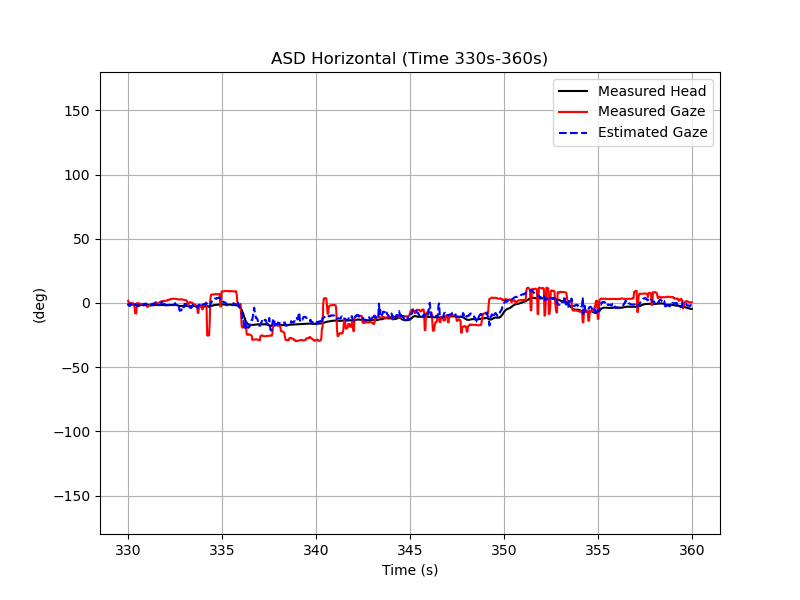 ASD Horizontal (Time 330s-360s)
Measured Head
Measured Gaze
Estimated Gaze
150
100
50
0
−50
−100
−150
(deg)
330 335 340 345 350 355 360
Time (s)